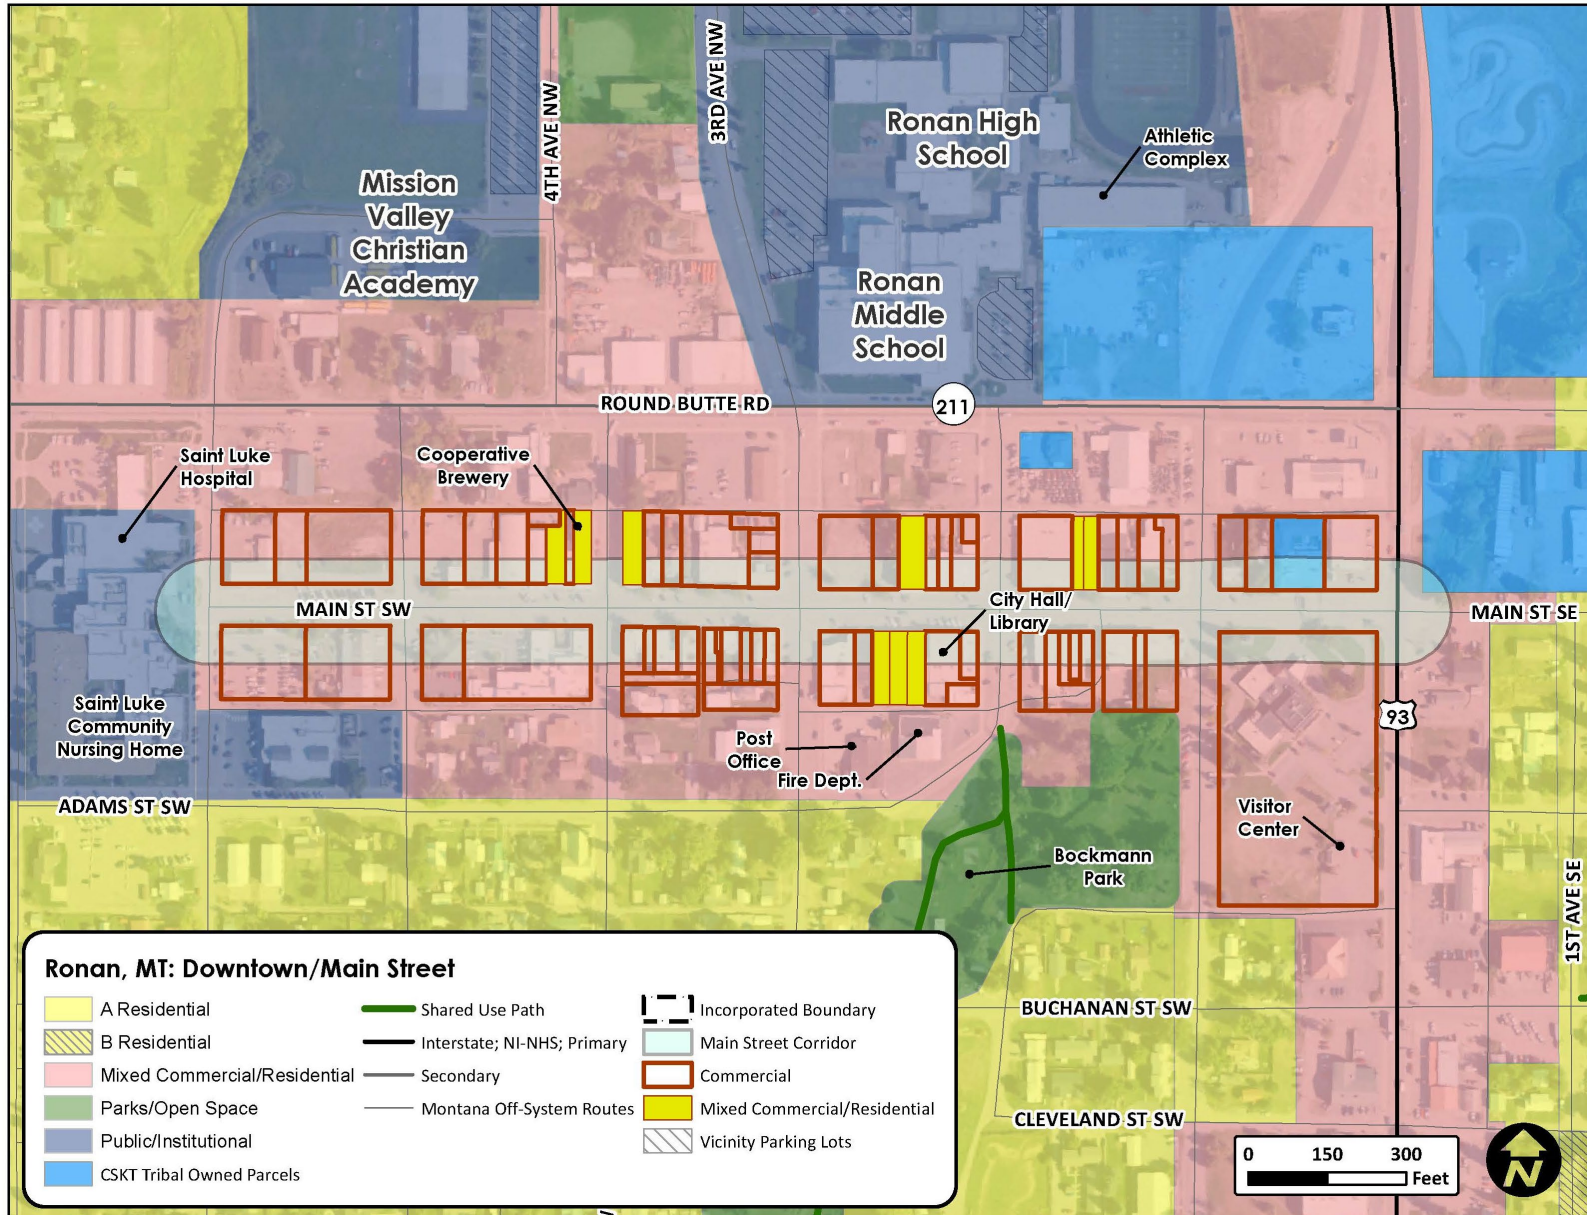 4TH AVE NW
3RD AVE NW
Ronan High
School
Athletic
Complex
Mission
Valley
Christian
Academy
Ronan
Middle
School
ROUND BUTTE RD
211
Saint Luke
Hospital
Cooperative
Brewery
MAIN ST SW
City Hall/
Library
MAIN ST SE
Saint Luke
Community
Nursing Home
Post
Office
Fire Dept.
93
ADAMS ST SW
Visitor
Center
Bockmann
Park
1ST AVE SE
BUCHANAN ST SW
CLEVELAND ST SW
Ronan, MT: Downtown/Main Street
A Residential
B Residential
Mixed Commercial/Residential
Parks/Open Space
Public/Institutional
CSKT Tribal Owned Parcels
Shared Use Path
Interstate; NI-NHS; Primary
Secondary
Montana Off-System Routes
Incorporated Boundary
Main Street Corridor
Commercial
Mixed Commercial/Residential
Vicinity Parking Lots
0 150 300
Feet
N